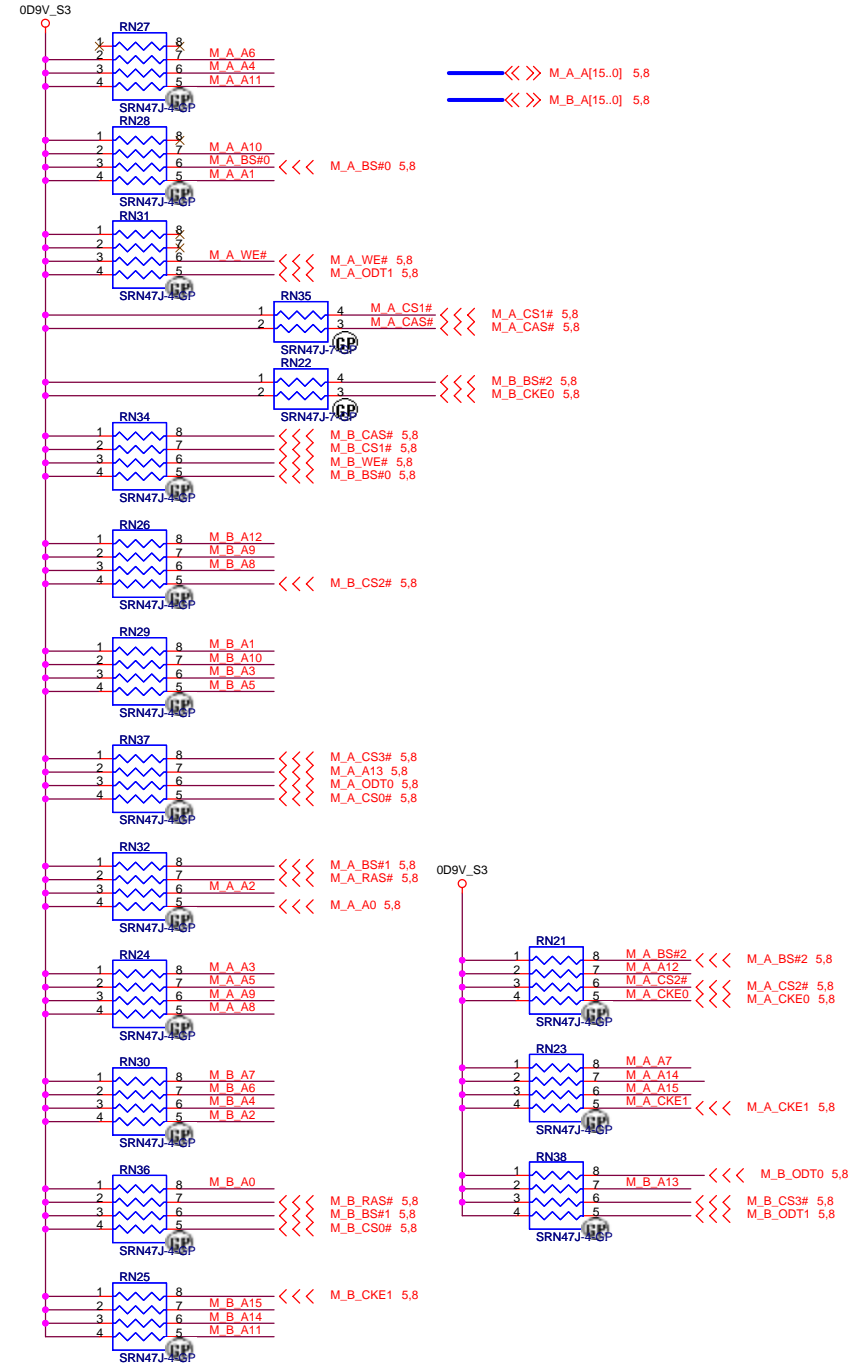 0D9V_S3
RN27
1 8
2 7 M_A_A6
3 6 M_A_A4
4 5 M_A_A11
GP
SRN47J-4-GP
M_A_A[15..0] 5,8
M_B_A[15..0] 5,8
RN28
1 8
2 7 M_A_A10
3 6 M_A_BS#0 M_A_BS#0 5,8
4 5 M_A_A1
GP
SRN47J-4-GP
RN31
1 8
2 7
3 6 M_A_WE# M_A_WE# 5,8
4 5 M_A_ODT1 5,8
GP
SRN47J-4-GP
RN35
1 4 M_A_CS1# M_A_CS1# 5,8
2 3 M_A_CAS# M_A_CAS# 5,8
GP
SRN47J-7-GP
RN22
1 4 M_B_BS#2 5,8
2 3 M_B_CKE0 5,8
GP
SRN47J-7-GP
RN34
1 8 M_B_CAS# 5,8
2 7 M_B_CS1# 5,8
3 6 M_B_WE# 5,8
4 5 M_B_BS#0 5,8
GP
SRN47J-4-GP
RN26
1 8 M_B_A12
2 7 M_B_A9
3 6 M_B_A8
4 5 M_B_CS2# 5,8
GP
SRN47J-4-GP
RN29
1 8 M_B_A1
2 7 M_B_A10
3 6 M_B_A3
4 5 M_B_A5
GP
SRN47J-4-GP
RN37
1 8 M_A_CS3# 5,8
2 7 M_A_A13 5,8
3 6 M_A_ODT0 5,8
4 5 M_A_CS0# 5,8
GP
SRN47J-4-GP
RN32
1 8 M_A_BS#1 5,8
2 7 M_A_RAS# 5,8
3 6 M_A_A2
4 5 M_A_A0 5,8
GP
SRN47J-4-GP
RN24
1 8 M_A_A3
2 7 M_A_A5
3 6 M_A_A9
4 5 M_A_A8
GP
SRN47J-4-GP
RN30
1 8 M_B_A7
2 7 M_B_A6
3 6 M_B_A4
4 5 M_B_A2
GP
SRN47J-4-GP
RN36
1 8 M_B_A0
2 7 M_B_RAS# 5,8
3 6 M_B_BS#1 5,8
4 5 M_B_CS0# 5,8
GP
SRN47J-4-GP
RN25
1 8 M_B_CKE1 5,8
2 7 M_B_A15
3 6 M_B_A14
4 5 M_B_A11
GP
SRN47J-4-GP
0D9V_S3
RN21
1 8 M_A_BS#2 M_A_BS#2 5,8
2 7 M_A_A12
3 6 M_A_CS2# M_A_CS2# 5,8
4 5 M_A_CKE0 M_A_CKE0 5,8
GP
SRN47J-4-GP
RN23
1 8 M_A_A7
2 7 M_A_A14
3 6 M_A_A15
4 5 M_A_CKE1 M_A_CKE1 5,8
GP
SRN47J-4-GP
RN38
1 8 M_B_ODT0 5,8
2 7 M_B_A13
3 6 M_B_CS3# 5,8
4 5 M_B_ODT1 5,8
GP
SRN47J-4-GP